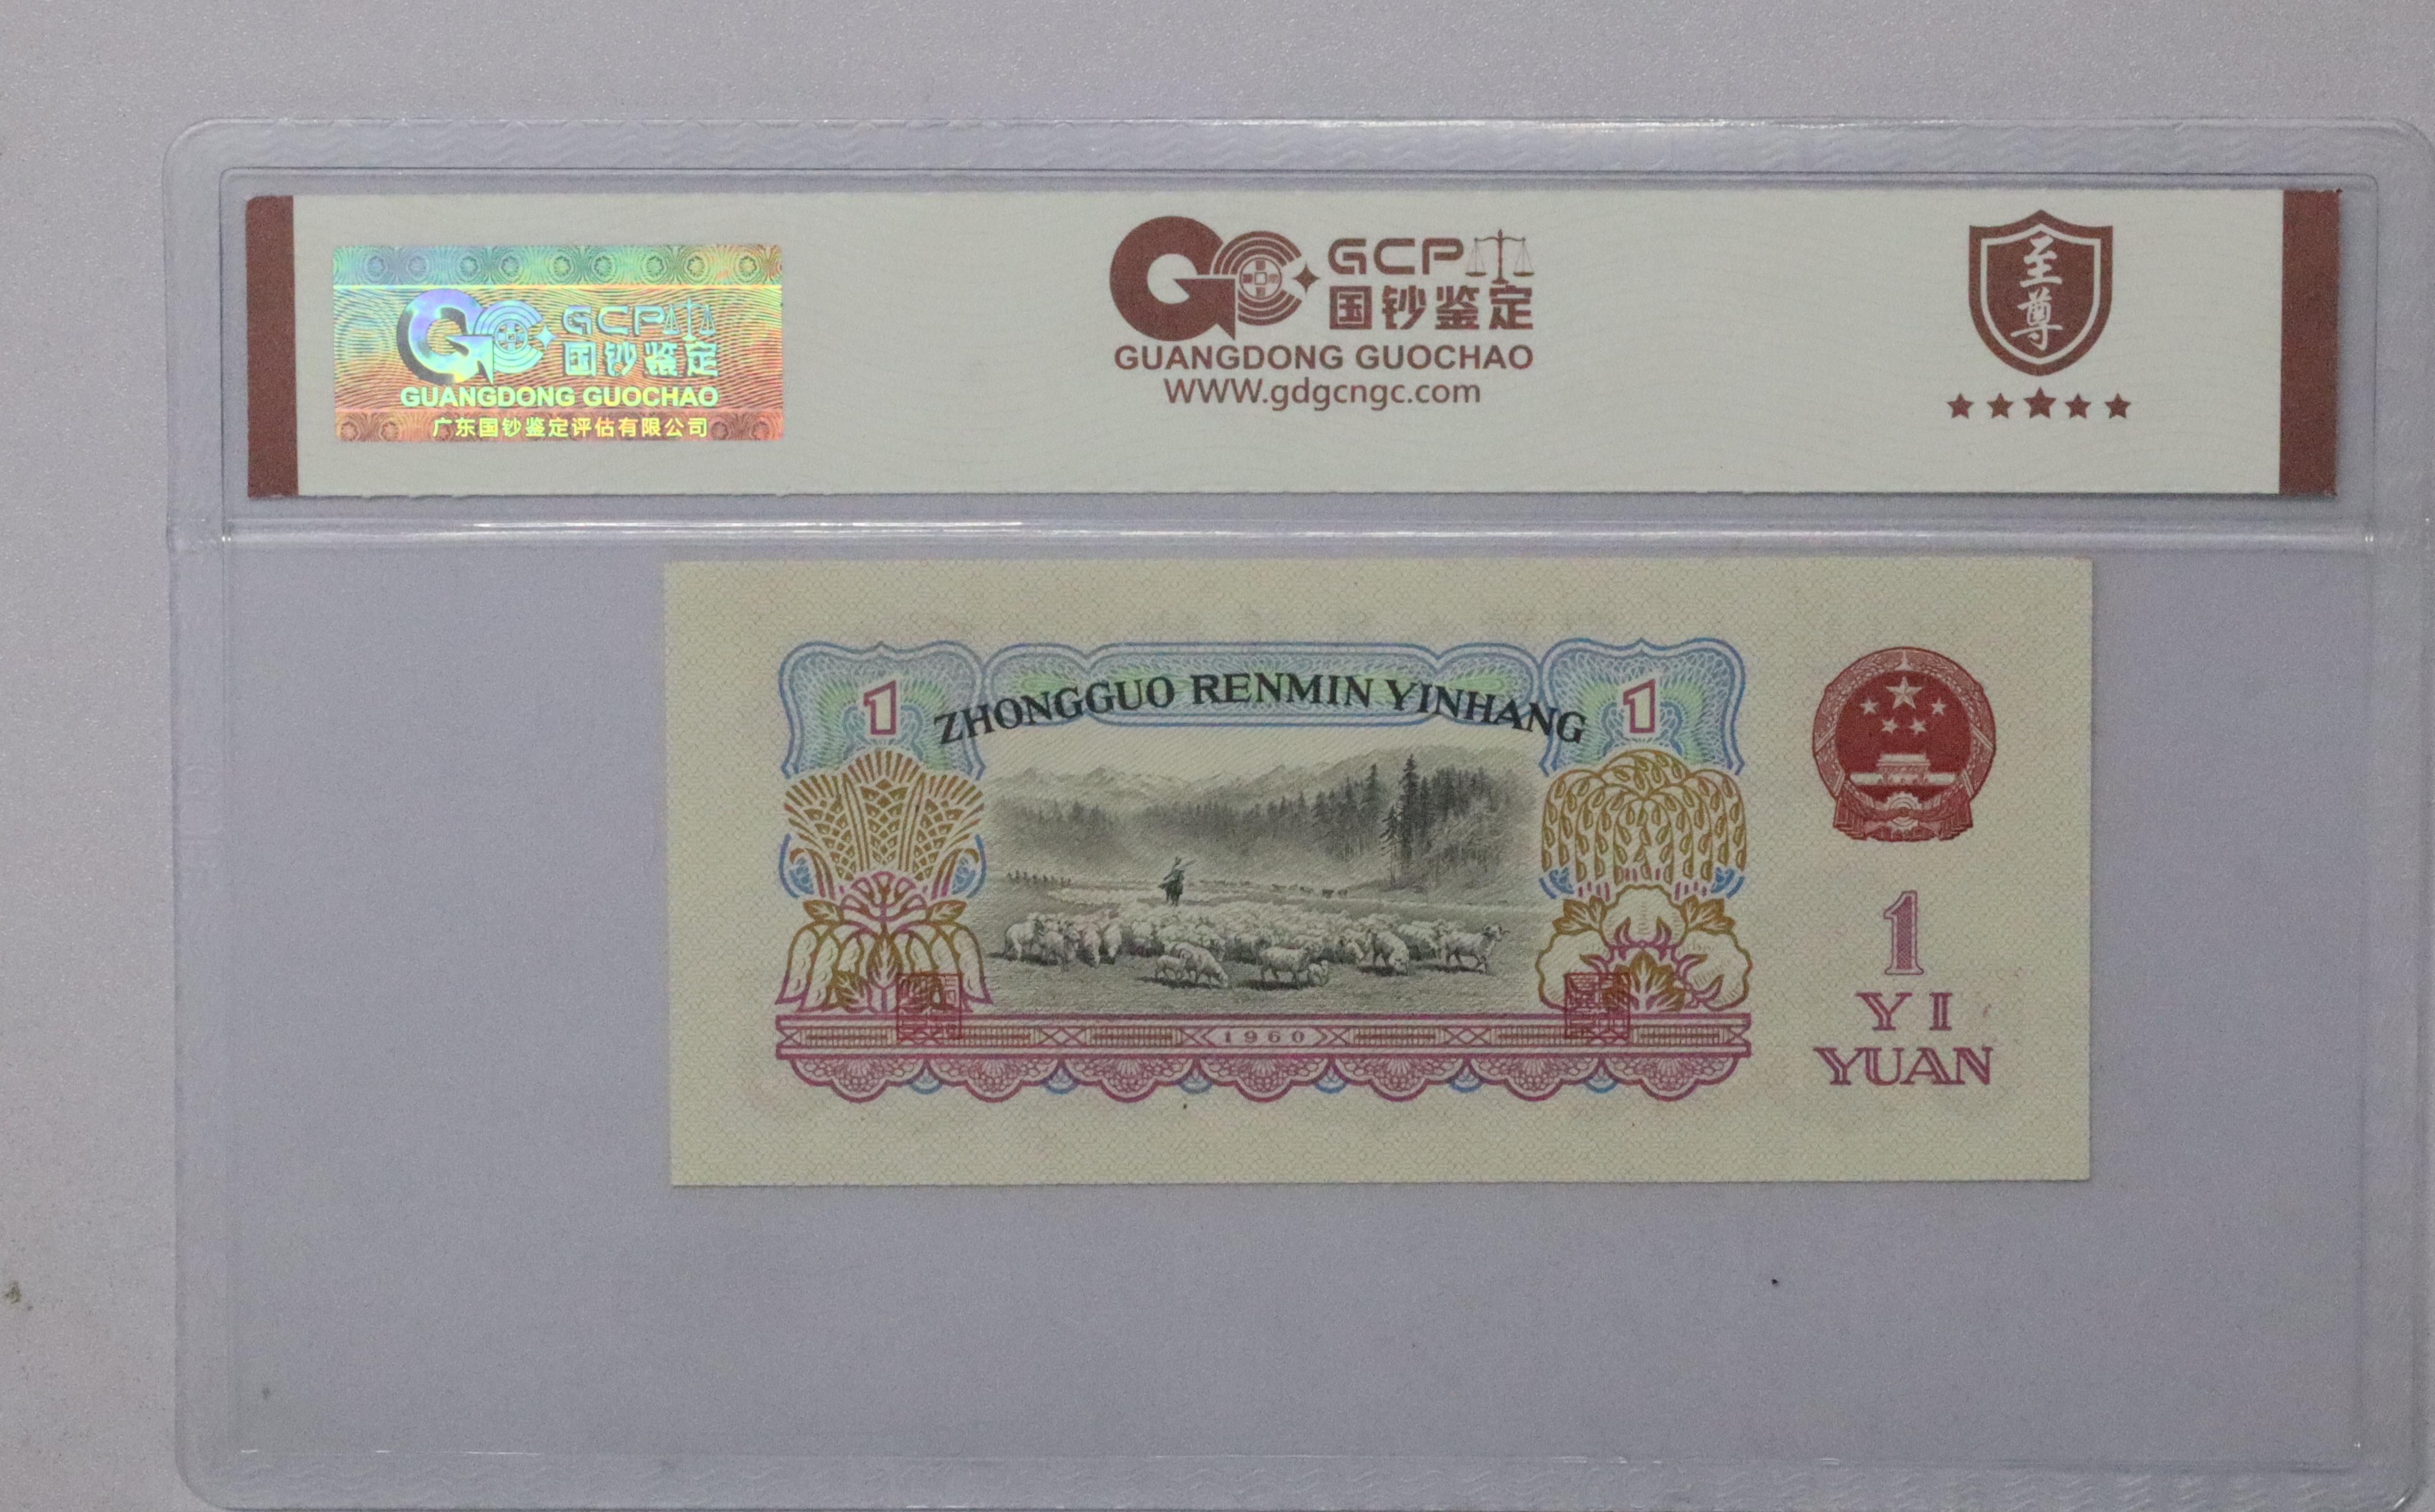 GCP
国钞鉴定
GUANGDONG GUOCHAO
广东国钞鉴定评估有限公司
GCP
国钞鉴定
GUANGDONG GUOCHAO
WWW.gdgcngc.com
至
尊
1
ZHONGGUO RENMIN YINHANG
1
1960
1
YI
YUAN